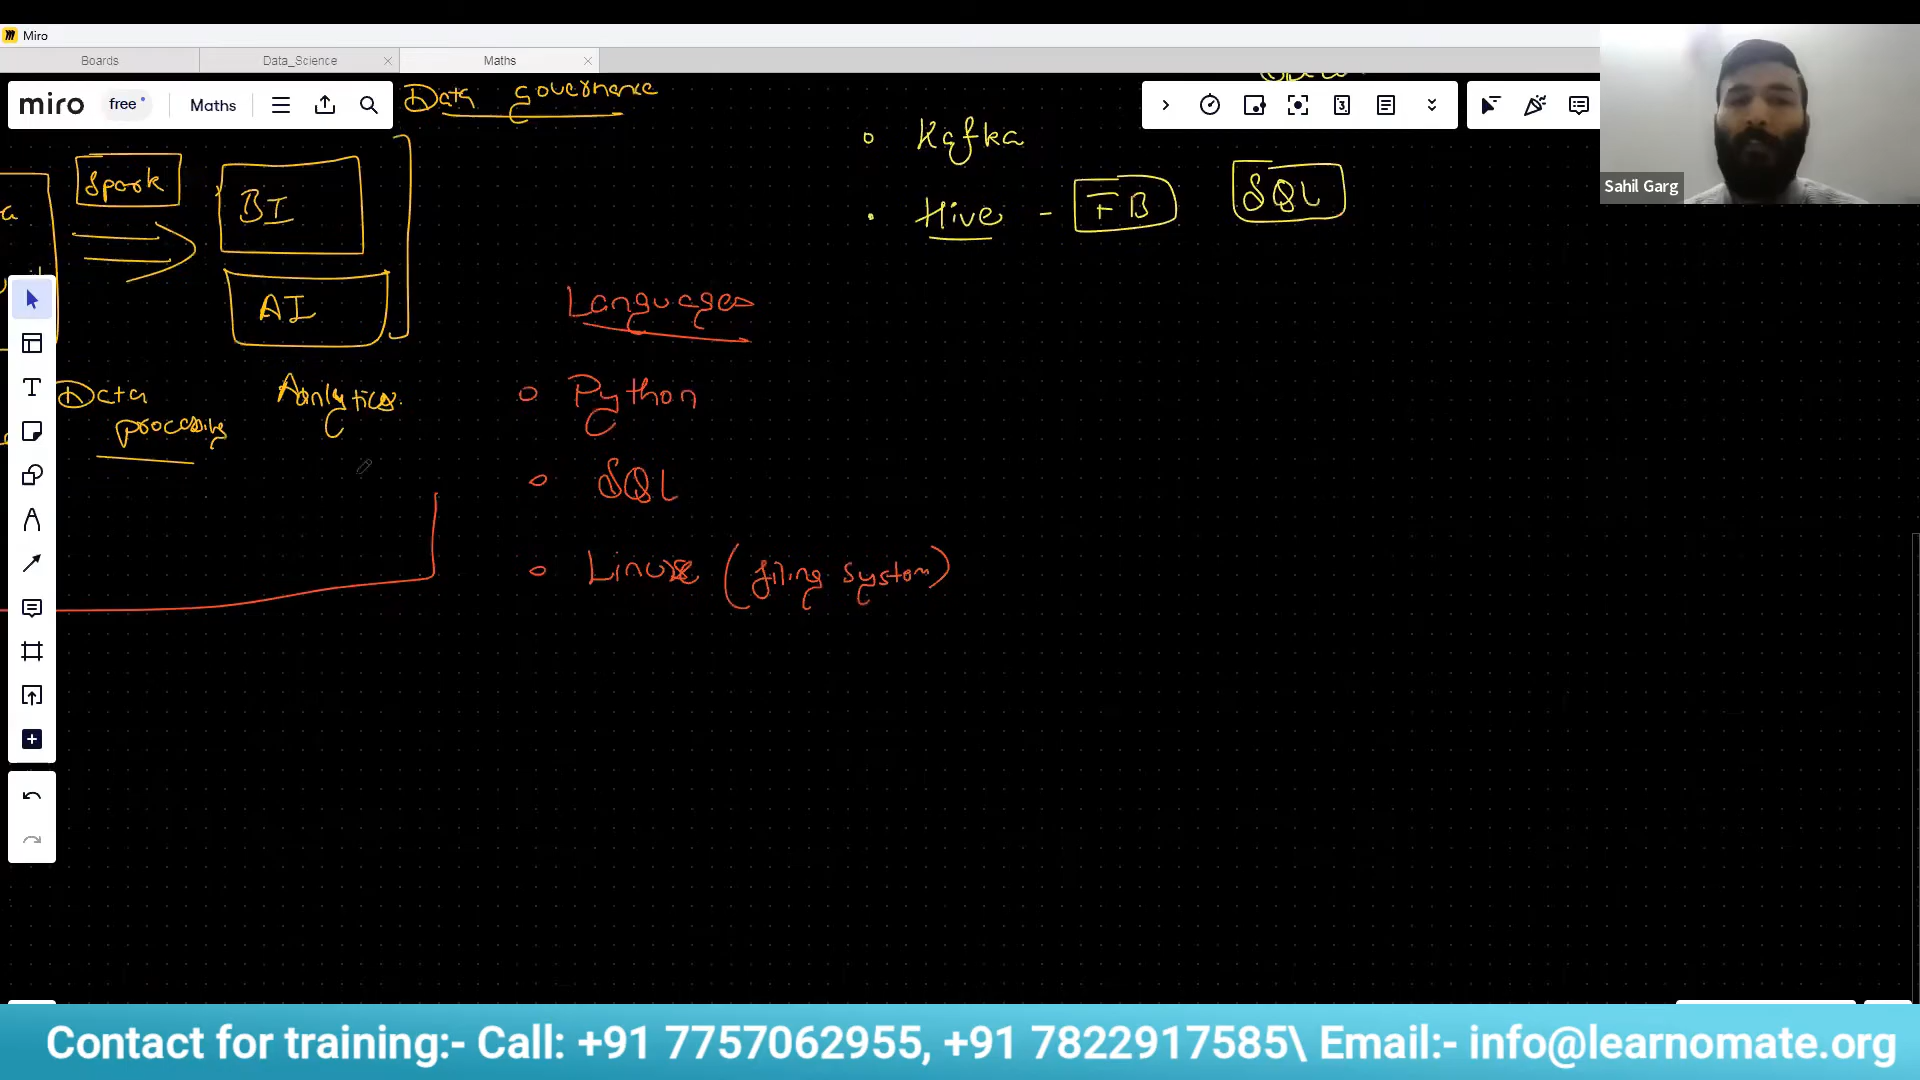 Miro
Boards
Data_Science
Maths
miro
free
Maths
Data governance
Spark
BI
AI
Data
processing
Aanlytics.
Kafka
Hive - FB SQL
Languages
Python
SQL
Linux (filing system)
Sahil Garg
Contact for training:- Call: +91 7757062955, +91 7822917585\ Email:- info@learnomate.org